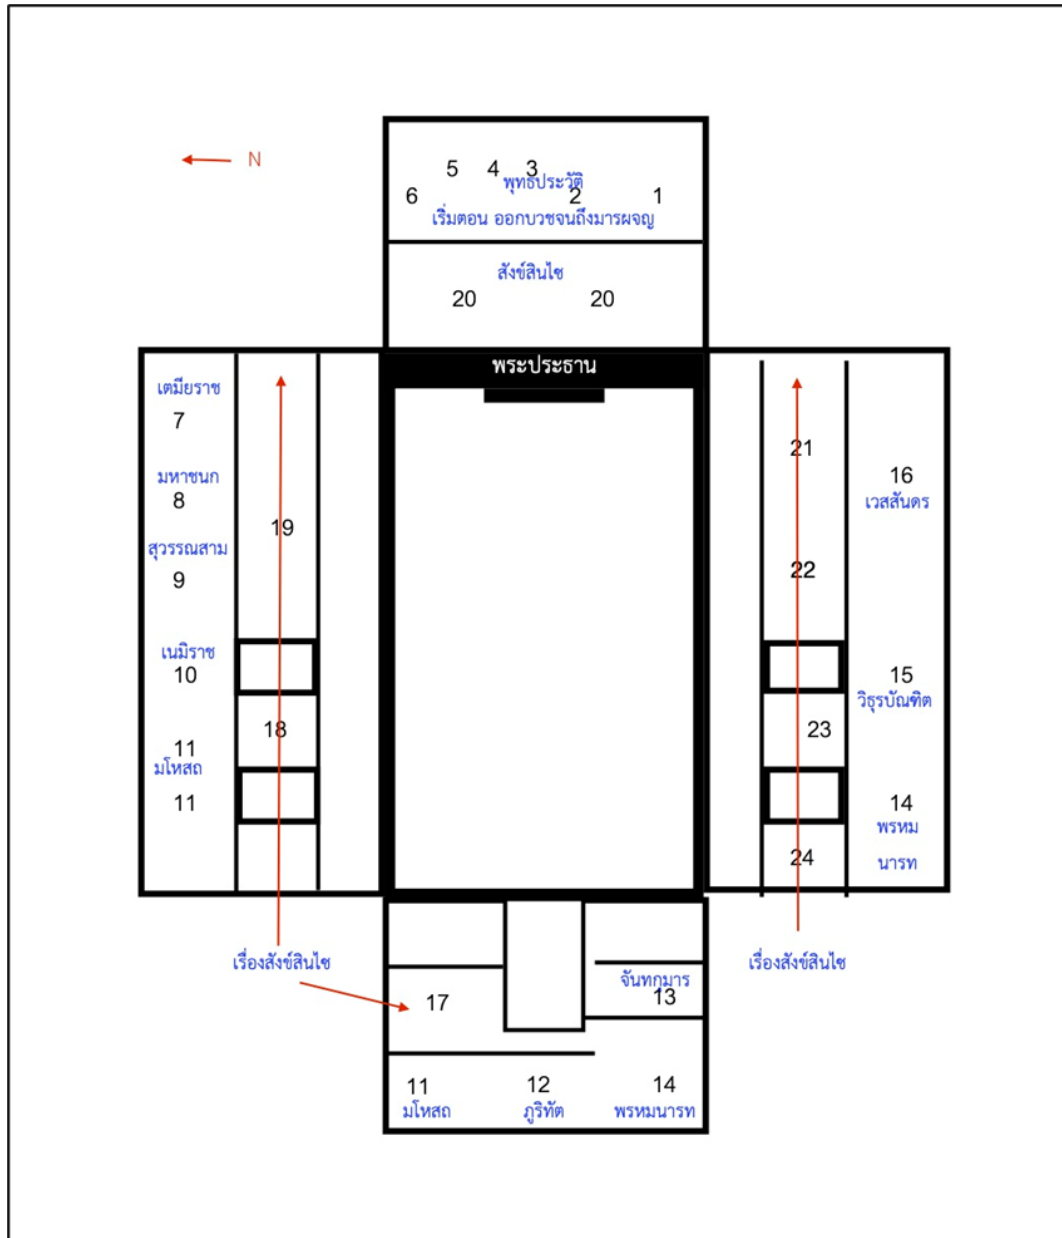 N
5 4 3
พุทธประวัติ
6 2 1
เริ่มตอน ออกบวชจนถึงมารผจญ
สังข์สินไซ
20 20
พระประธาน
เตมียราช
7
มหาชนก
8
สุวรรณสาม
9
เนมิราช
10
11
มโหสถ
11
19
18
21
22
23
24
16
เวสสันดร
15
วิธุรบัณฑิต
14
พรหม
นารท
เรื่องสังข์สินไซ
เรื่องสังข์สินไซ
17
จันทกุมาร
13
11 12 14
มโหสถ ภูริทัต พรหมนารท